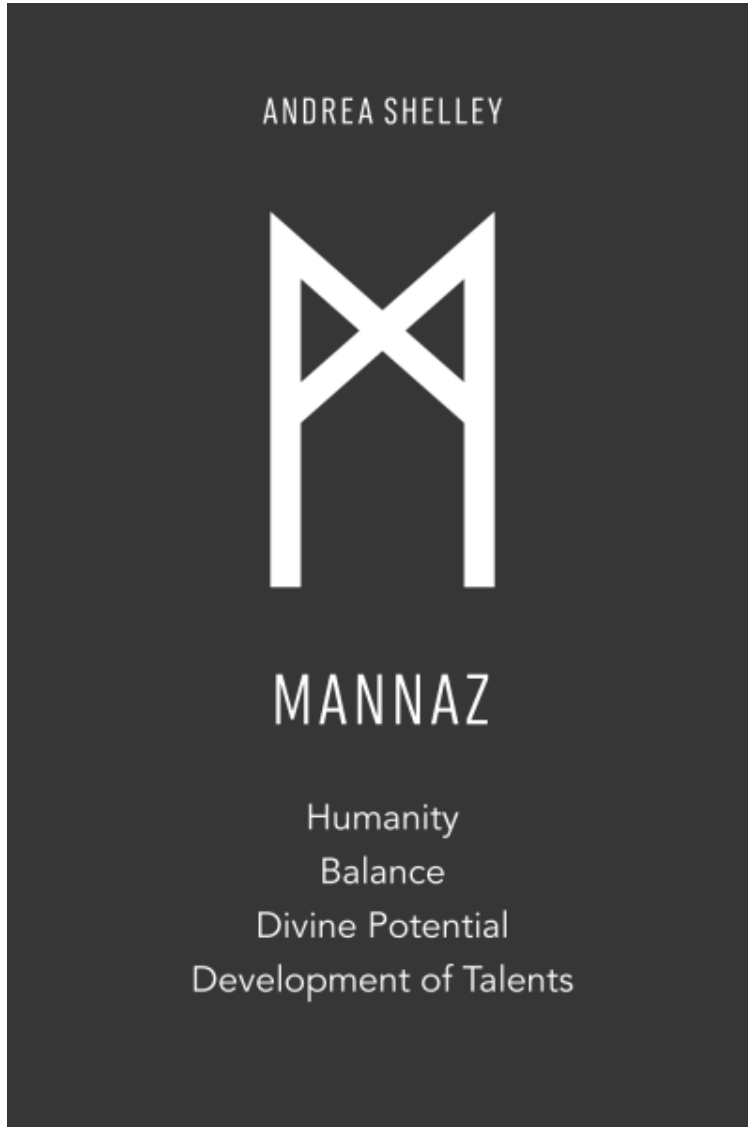 ANDREA SHELLEY
ᛗ
MANNAZ
Humanity
Balance
Divine Potential
Development of Talents